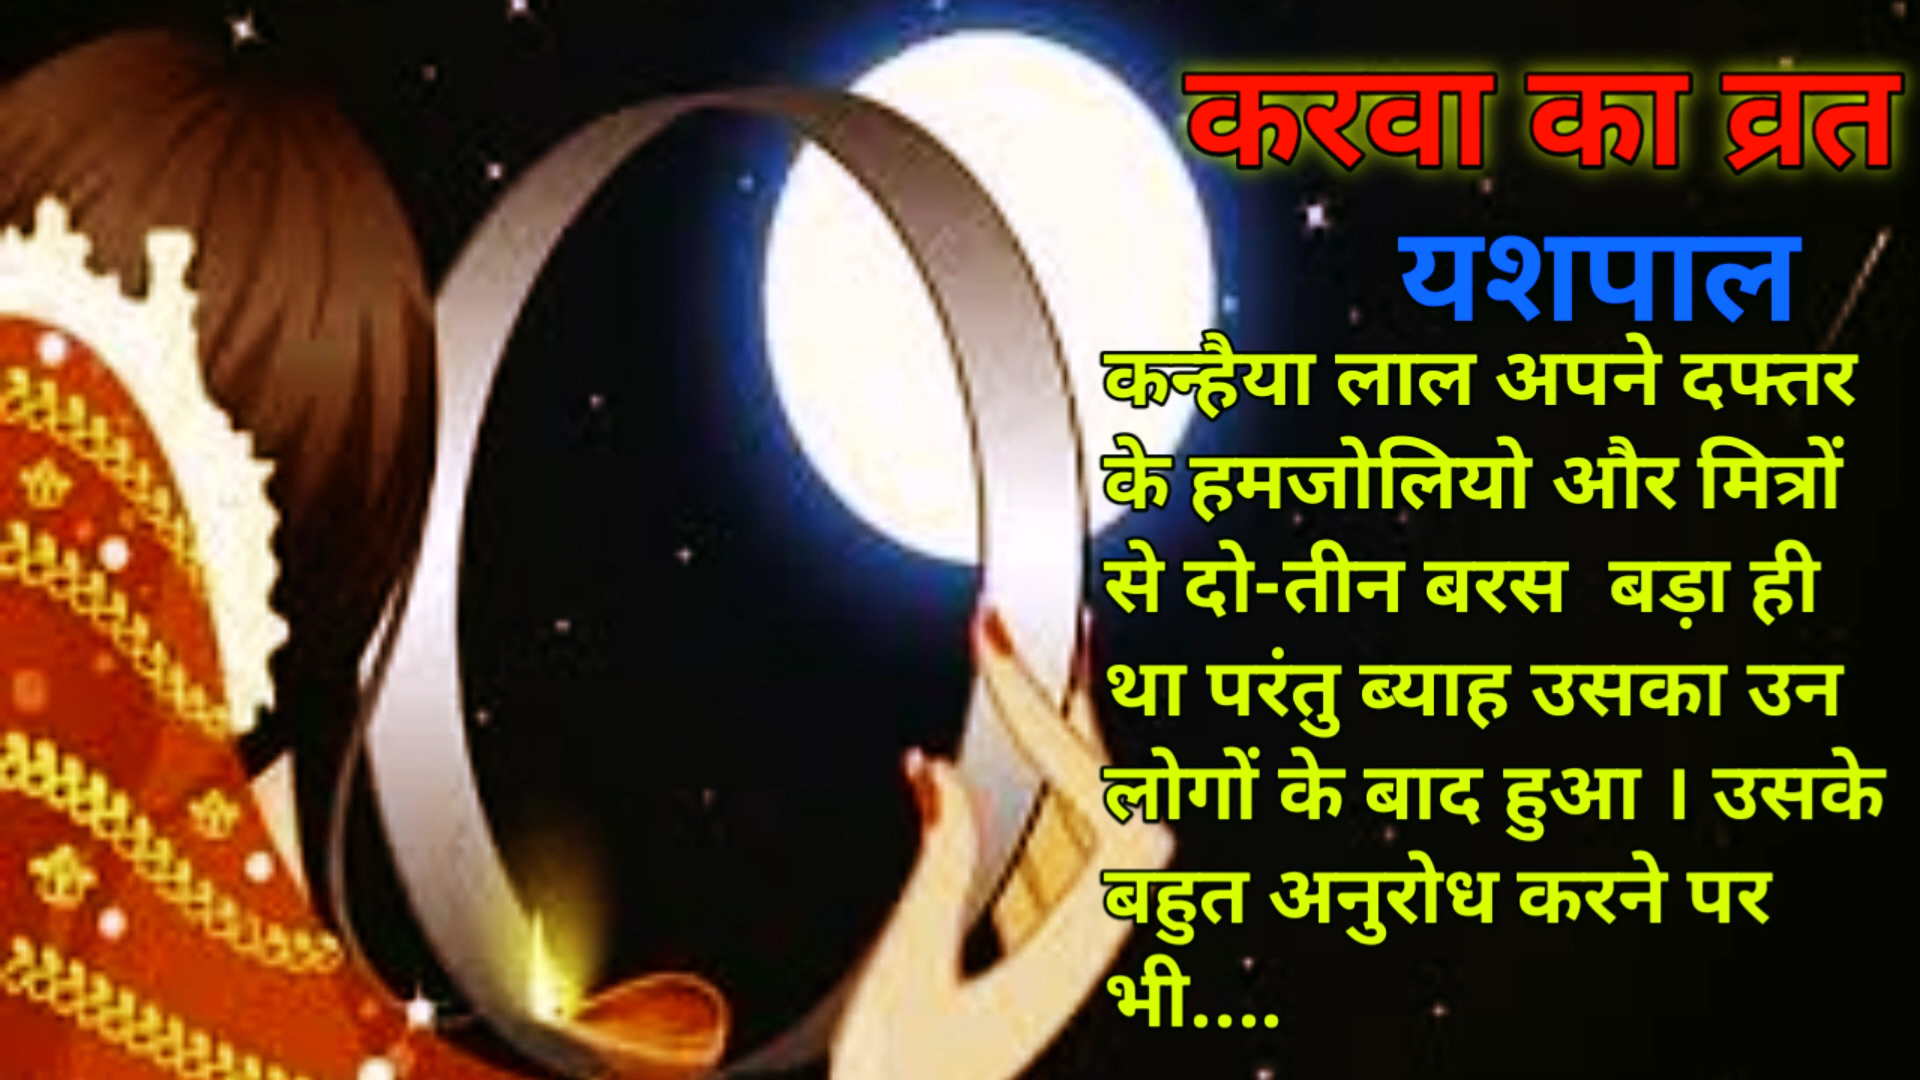 करवा का व्रत
यशपाल
कन्हैया लाल अपने दफ्तर
के हमजोलियो और मित्रों
से दो-तीन बरस  बड़ा ही
था परंतु ब्याह उसका उन
लोगों के बाद हुआ । उसके
बहुत अनुरोध करने पर
भी....